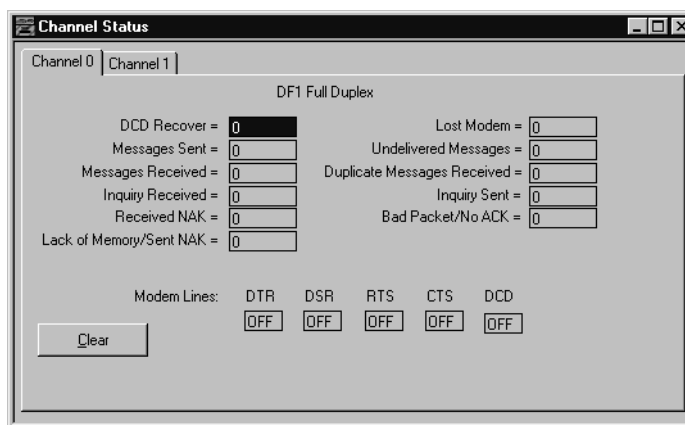 Channel Status
Channel 0 Channel 1
DF1 Full Duplex
DCD Recover = 0 Lost Modem = 0
Messages Sent = 0 Undelivered Messages = 0
Messages Received = 0 Duplicate Messages Received = 0
Inquiry Received = 0 Inquiry Sent = 0
Received NAK = 0 Bad Packet/No ACK = 0
Lack of Memory/Sent NAK = 0
Modem Lines: DTR DSR RTS CTS DCD
OFF OFF OFF OFF OFF
Clear